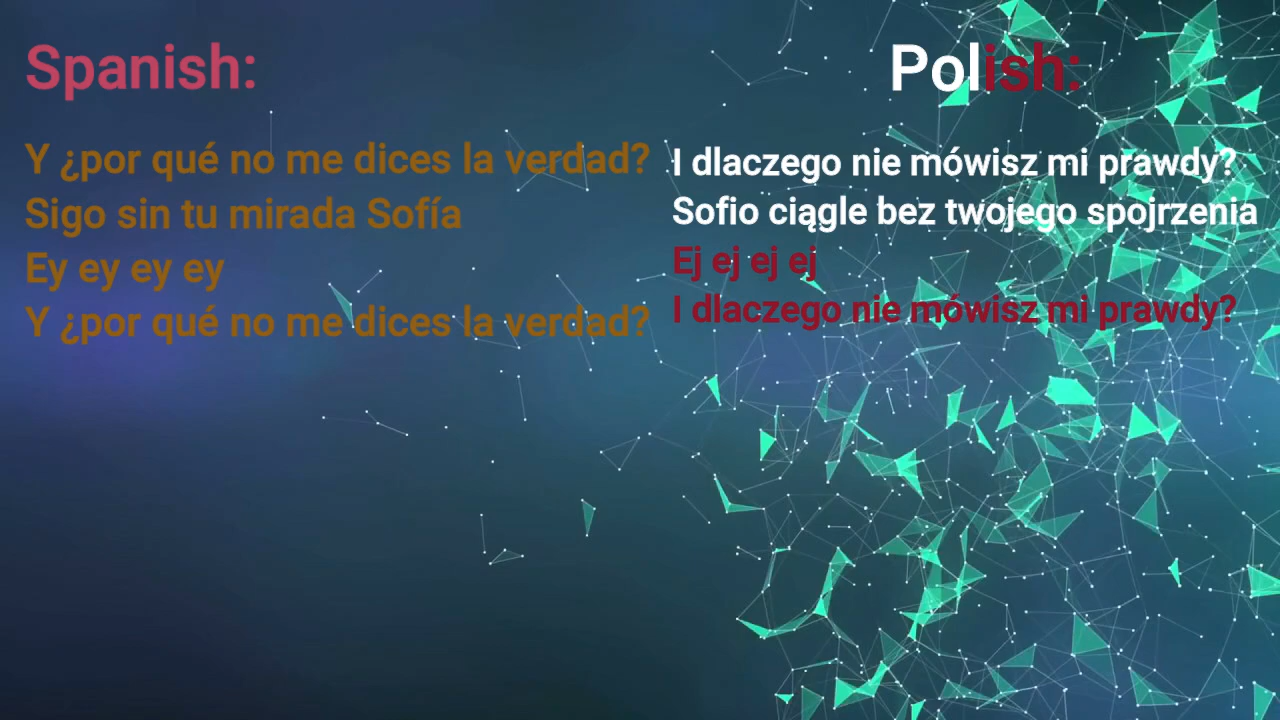 Spanish:
Y ¿por qué no me dices la verdad?
Sigo sin tu mirada Sofía
Ey ey ey ey
Y ¿por qué no me dices la verdad?
Polish:
I dlaczego nie mówisz mi prawdy?
Sofio ciągle bez twojego spojrzenia
Ej ej ej ej
I dlaczego nie mówisz mi prawdy?